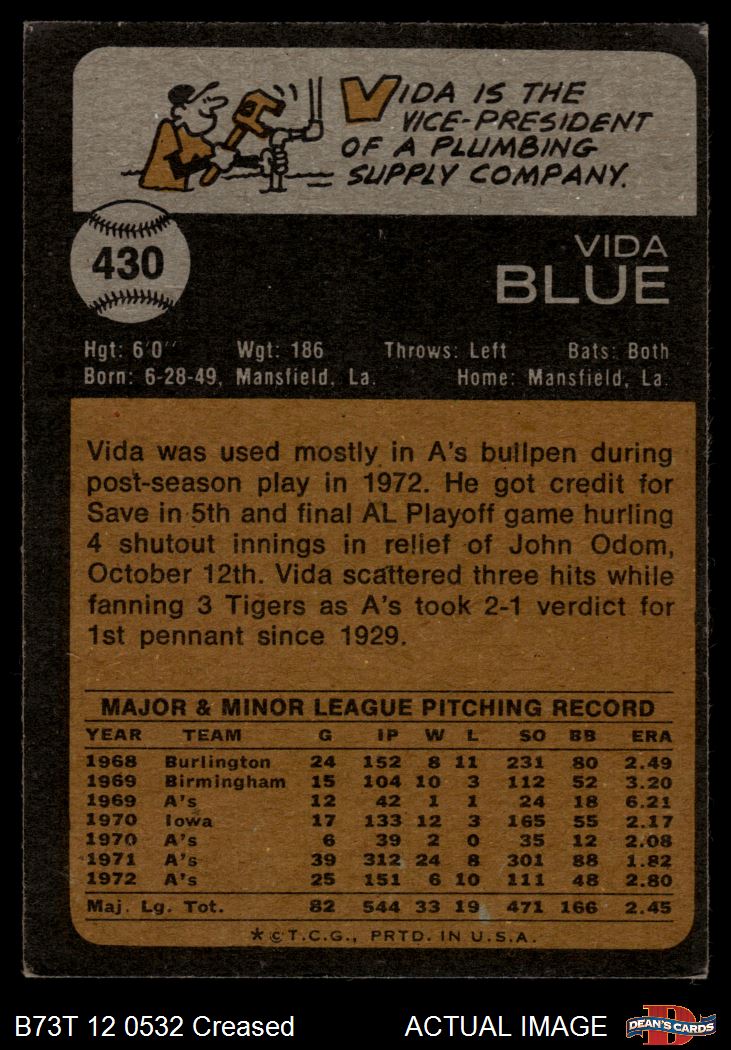 VIDA IS THE
VICE-PRESIDENT
OF A PLUMBING
SUPPLY COMPANY.
430
VIDA
BLUE
Hgt: 6'0" Wgt: 186 Throws: Left Bats: Both
Born: 6-28-49, Mansfield, La. Home: Mansfield, La.
Vida was used mostly in A's bullpen during
post-season play in 1972. He got credit for
Save in 5th and final AL Playoff game hurling
4 shutout innings in relief of John Odom,
October 12th. Vida scattered three hits while
fanning 3 Tigers as A's took 2-1 verdict for
1st pennant since 1929.
MAJOR & MINOR LEAGUE PITCHING RECORD
YEAR TEAM G IP W L SO BB ERA
1968 Burlington 24 152 8 11 231 80 2.49
1969 Birmingham 15 104 10 3 112 52 3.20
1969 A's 12 42 1 1 24 18 6.21
1970 Iowa 17 133 12 3 165 55 2.17
1970 A's 6 39 2 0 35 12 2.08
1971 A's 39 312 24 8 301 88 1.82
1972 A's 25 151 6 10 111 48 2.80
Maj. Lg. Tot. 82 544 33 19 471 166 2.45
*©T.C.G., PRTD. IN U.S.A.
B73T 12 0532 Creased ACTUAL IMAGE
DEAN'S CARDS